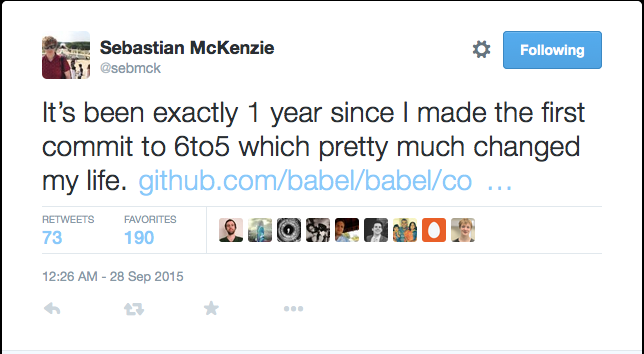 Sebastian McKenzie
@sebmck
Following
It's been exactly 1 year since I made the first
commit to 6to5 which pretty much changed
my life. github.com/babel/babel/co …
RETWEETS FAVORITES
73 190
12:26 AM - 28 Sep 2015